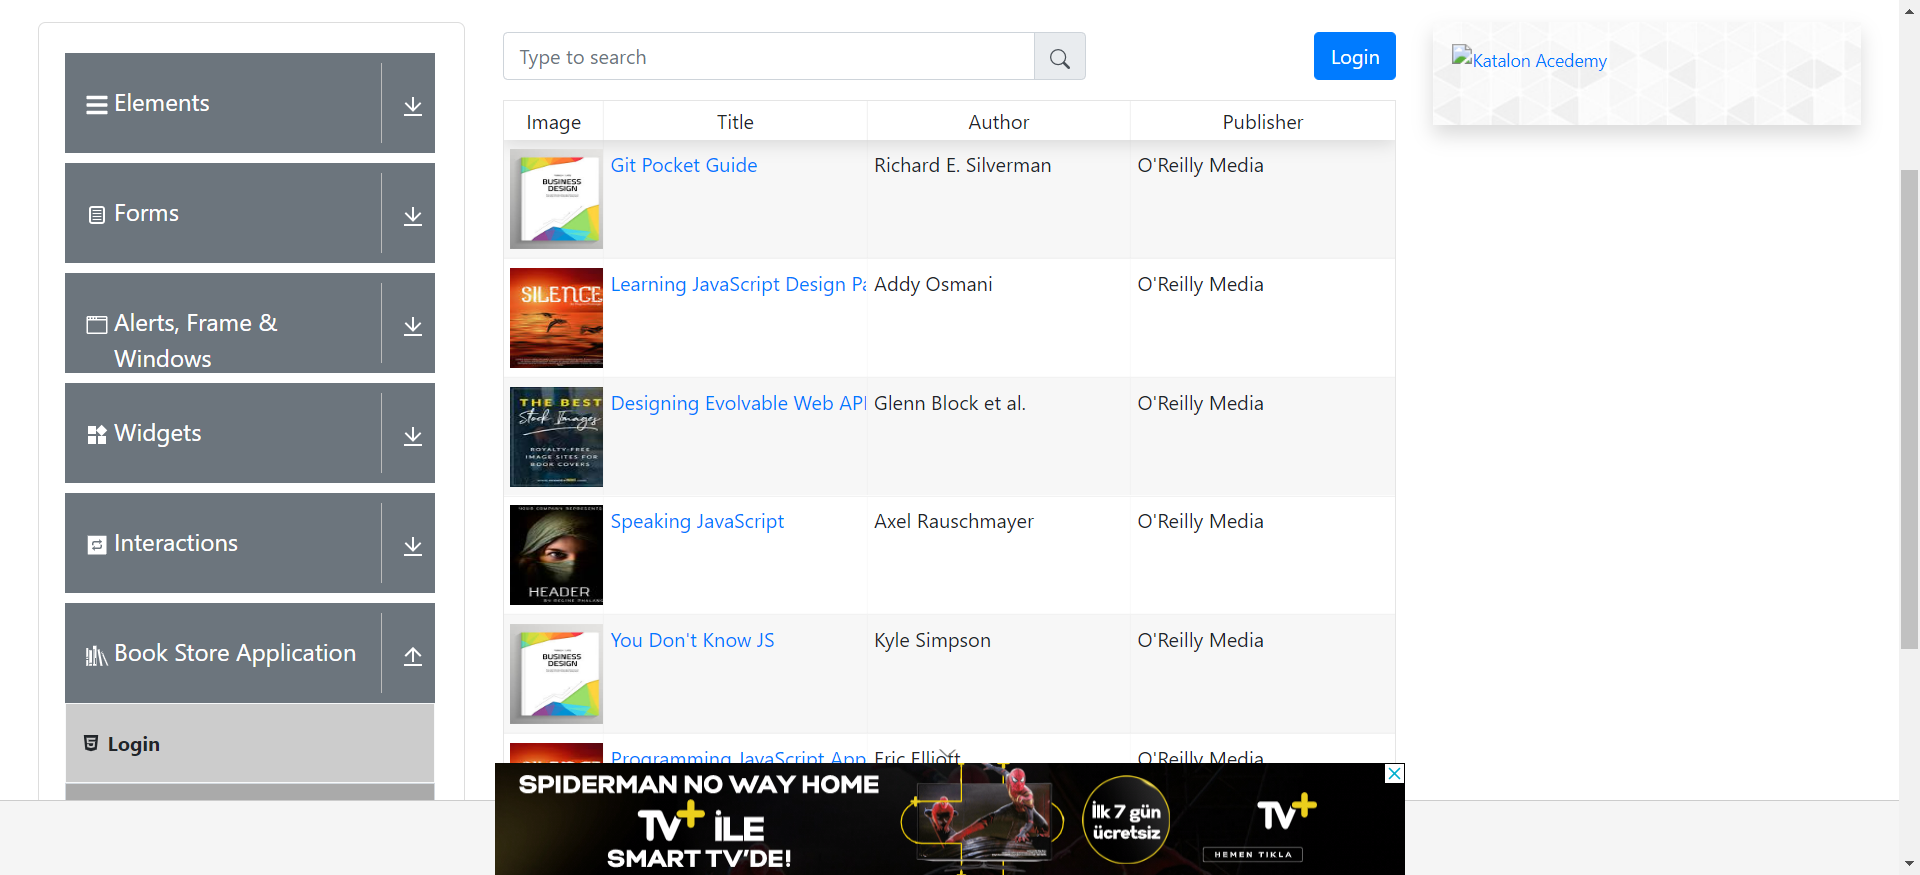 Elements
Forms
Alerts, Frame &
Windows
Widgets
Interactions
Book Store Application
Login
Type to search
Login
Image Title Author Publisher
BUSINESS
DESIGN
Git Pocket Guide Richard E. Silverman O'Reilly Media
SILENCE
Learning JavaScript Design Pa Addy Osmani O'Reilly Media
THE BEST
Stock Images
ROYALTY-FREE
IMAGE SITES FOR
BOOK COVERS
Designing Evolvable Web API Glenn Block et al. O'Reilly Media
YOUR COMPANY REPRESENTS
HEADER
Speaking JavaScript Axel Rauschmayer O'Reilly Media
BUSINESS
DESIGN
You Don't Know JS Kyle Simpson O'Reilly Media
Programming JavaScript App Eric Elliott O'Reilly Media
Katalon Acedemy
SPIDERMAN NO WAY HOME
TV+ İLE
SMART TV'DE!
İlk 7 gün
ücretsiz
TV+
HEMEN TIKLA